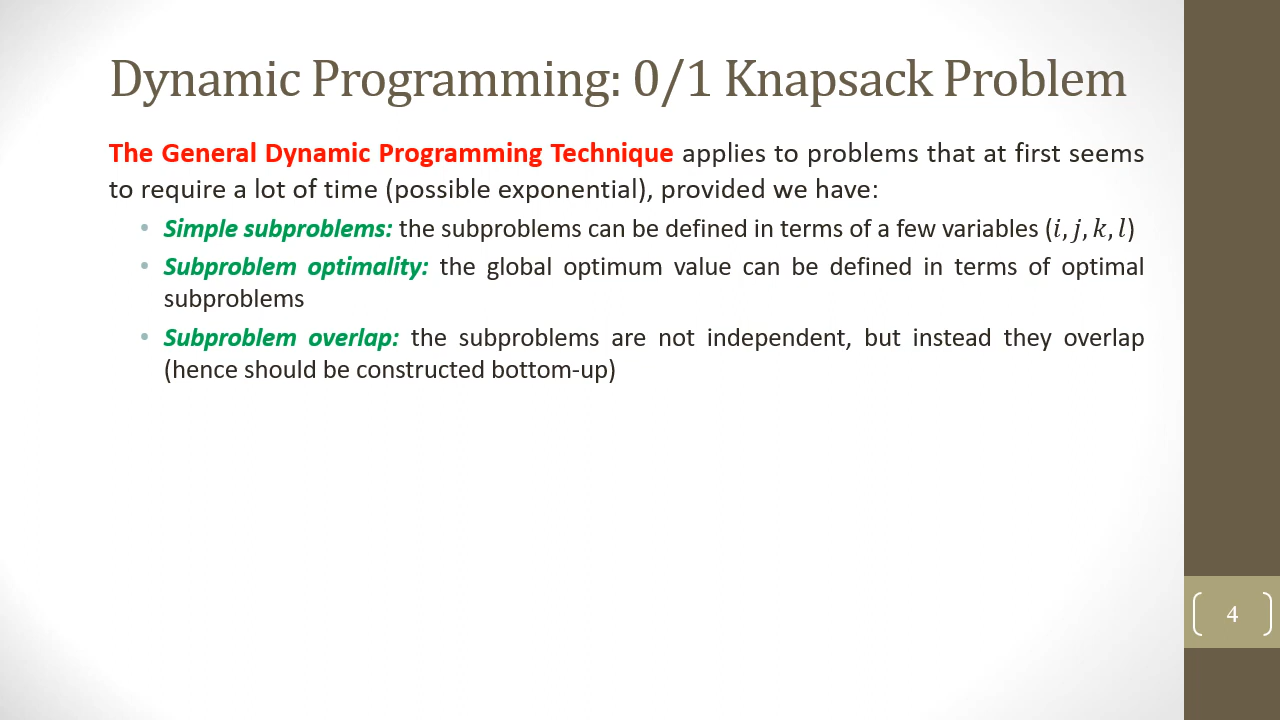 Dynamic Programming: 0/1 Knapsack Problem
The General Dynamic Programming Technique applies to problems that at first seems
to require a lot of time (possible exponential), provided we have:
• Simple subproblems: the subproblems can be defined in terms of a few variables (i, j, k, l)
• Subproblem optimality: the global optimum value can be defined in terms of optimal
subproblems
• Subproblem overlap: the subproblems are not independent, but instead they overlap
(hence should be constructed bottom-up)
4